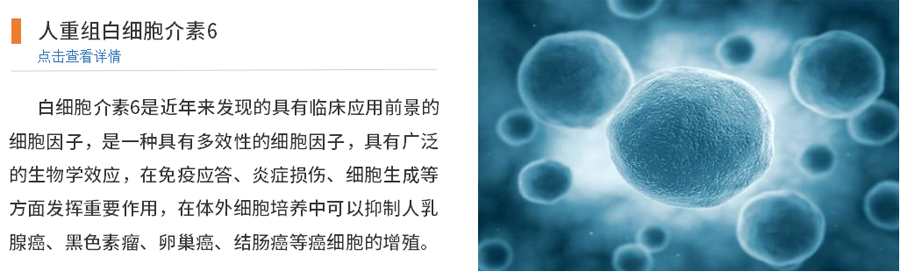 人重组白细胞介素6
点击查看详情
白细胞介素6是近年来发现的具有临床应用前景的
细胞因子，是一种具有多效性的细胞因子，具有广泛
的生物学效应，在免疫应答、炎症损伤、细胞生成等
方面发挥重要作用，在体外细胞培养中可以抑制人乳
腺癌、黑色素瘤、卵巢癌、结肠癌等癌细胞的增殖。